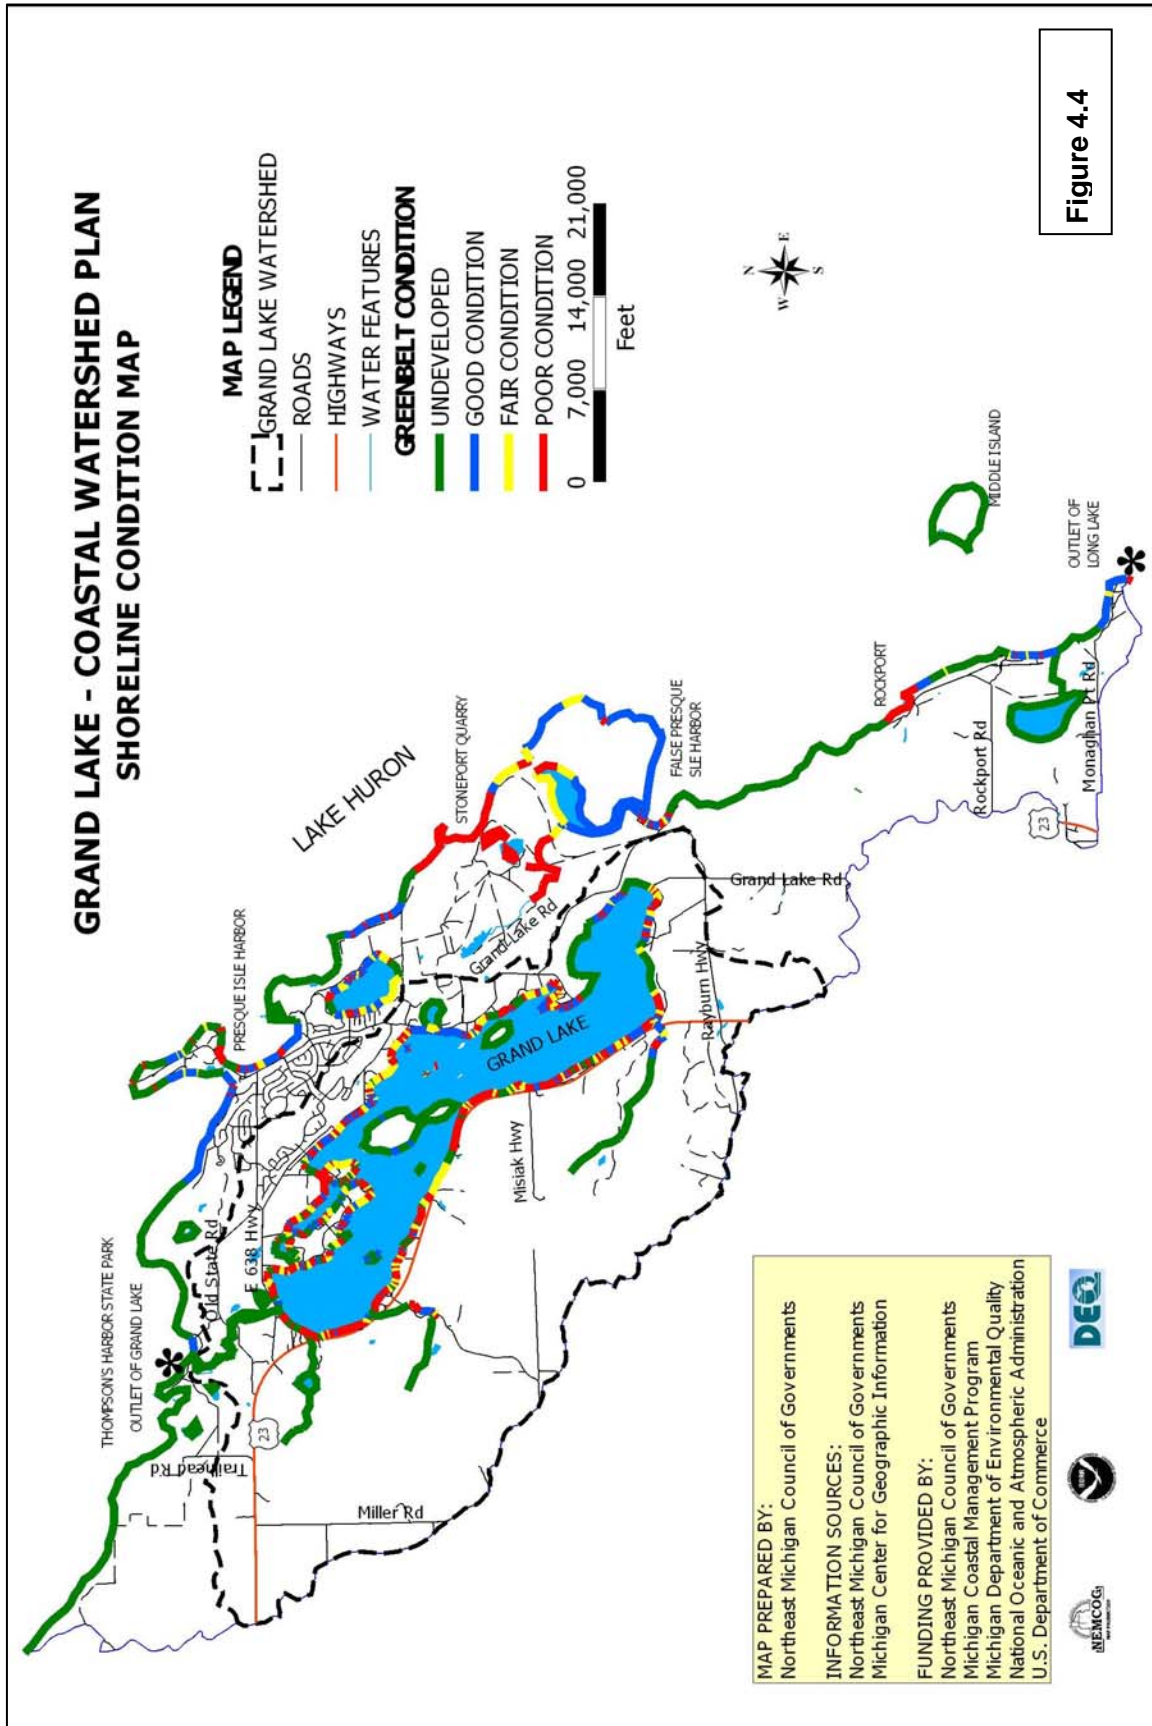 GRAND LAKE - COASTAL WATERSHED PLAN
SHORELINE CONDITION MAP
MAP LEGEND
GRAND LAKE WATERSHED
ROADS
HIGHWAYS
WATER FEATURES
GREENBELT CONDITION
UNDEVELOPED
GOOD CONDITION
FAIR CONDITION
POOR CONDITION
0 7,000 14,000 21,000
Feet
N
W E
S
THOMPSON'S HARBOR STATE PARK
OUTLET OF GRAND LAKE
PRESQUE ISLE HARBOR
LAKE HURON
STONEPORT QUARRY
FALSE PRESQUE
SLE HARBOR
ROCKPORT
MIDDLE ISLAND
OUTLET OF
LONG LAKE
Trailhead Rd
Old State Rd
E 638 Hwy
23
Miller Rd
GRAND LAKE
Misiak Hwy
Grand Lake Rd
Grand Lake Rd
Rayburn Hwy
Rockport Rd
Monaghan Pt Rd
23
MAP PREPARED BY:
Northeast Michigan Council of Governments
INFORMATION SOURCES:
Northeast Michigan Council of Governments
Michigan Center for Geographic Information
FUNDING PROVIDED BY:
Northeast Michigan Council of Governments
Michigan Coastal Management Program
Michigan Department of Environmental Quality
National Oceanic and Atmospheric Administration
U.S. Department of Commerce
NEMCOG
DEQ
Figure 4.4